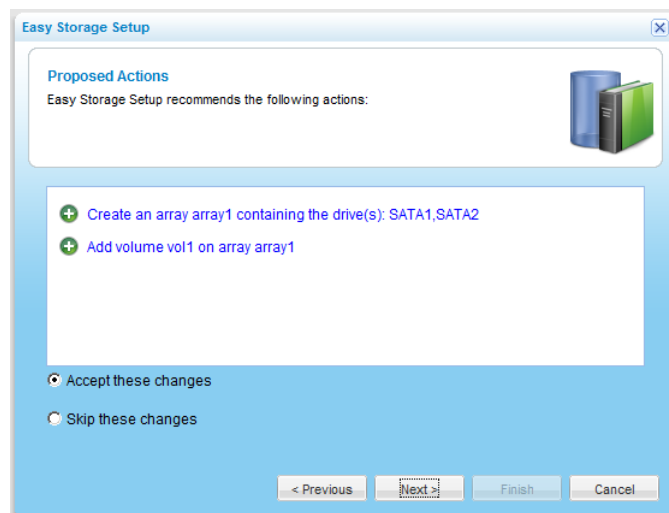 Easy Storage Setup
Proposed Actions
Easy Storage Setup recommends the following actions:
Create an array array1 containing the drive(s): SATA1,SATA2
Add volume vol1 on array array1
Accept these changes
Skip these changes
< Previous Next > Finish Cancel